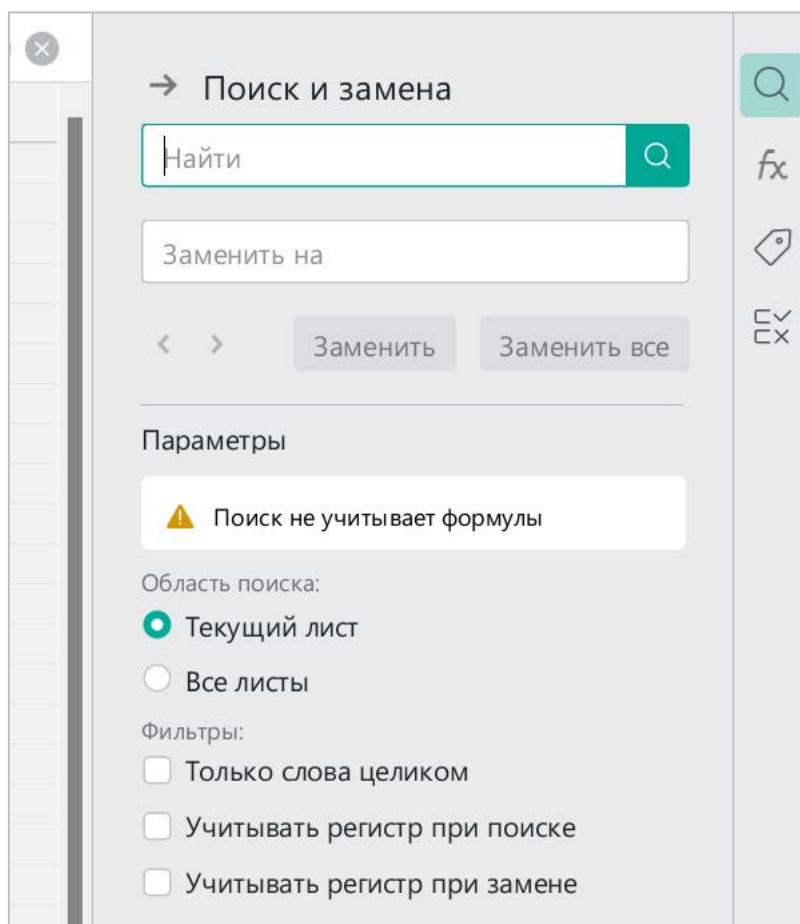 Поиск и замена
Найти
Заменить на
Заменить
Заменить все
fx
Параметры
Поиск не учитывает формулы
Область поиска:
Текущий лист
Все листы
Фильтры:
Только слова целиком
Учитывать регистр при поиске
Учитывать регистр при замене